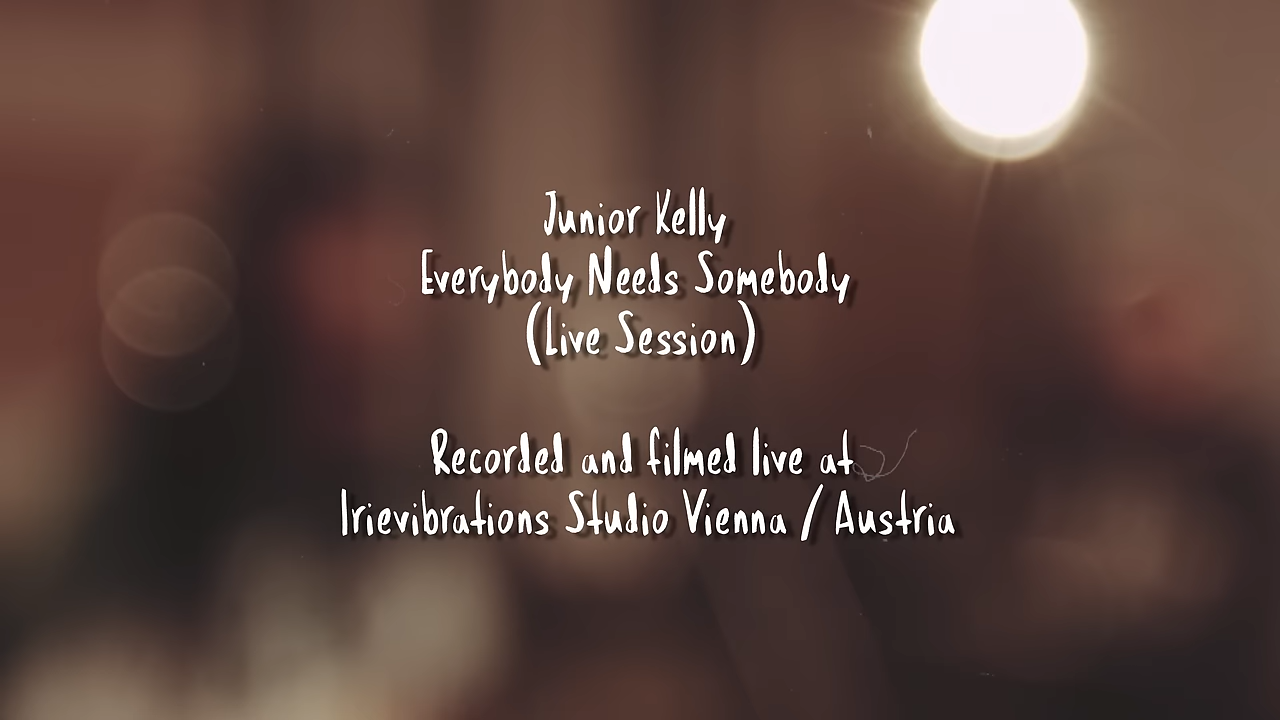 Junior Kelly
Everybody Needs Somebody
(Live Session)
Recorded and filmed live at
Irievibrations Studio Vienna / Austria